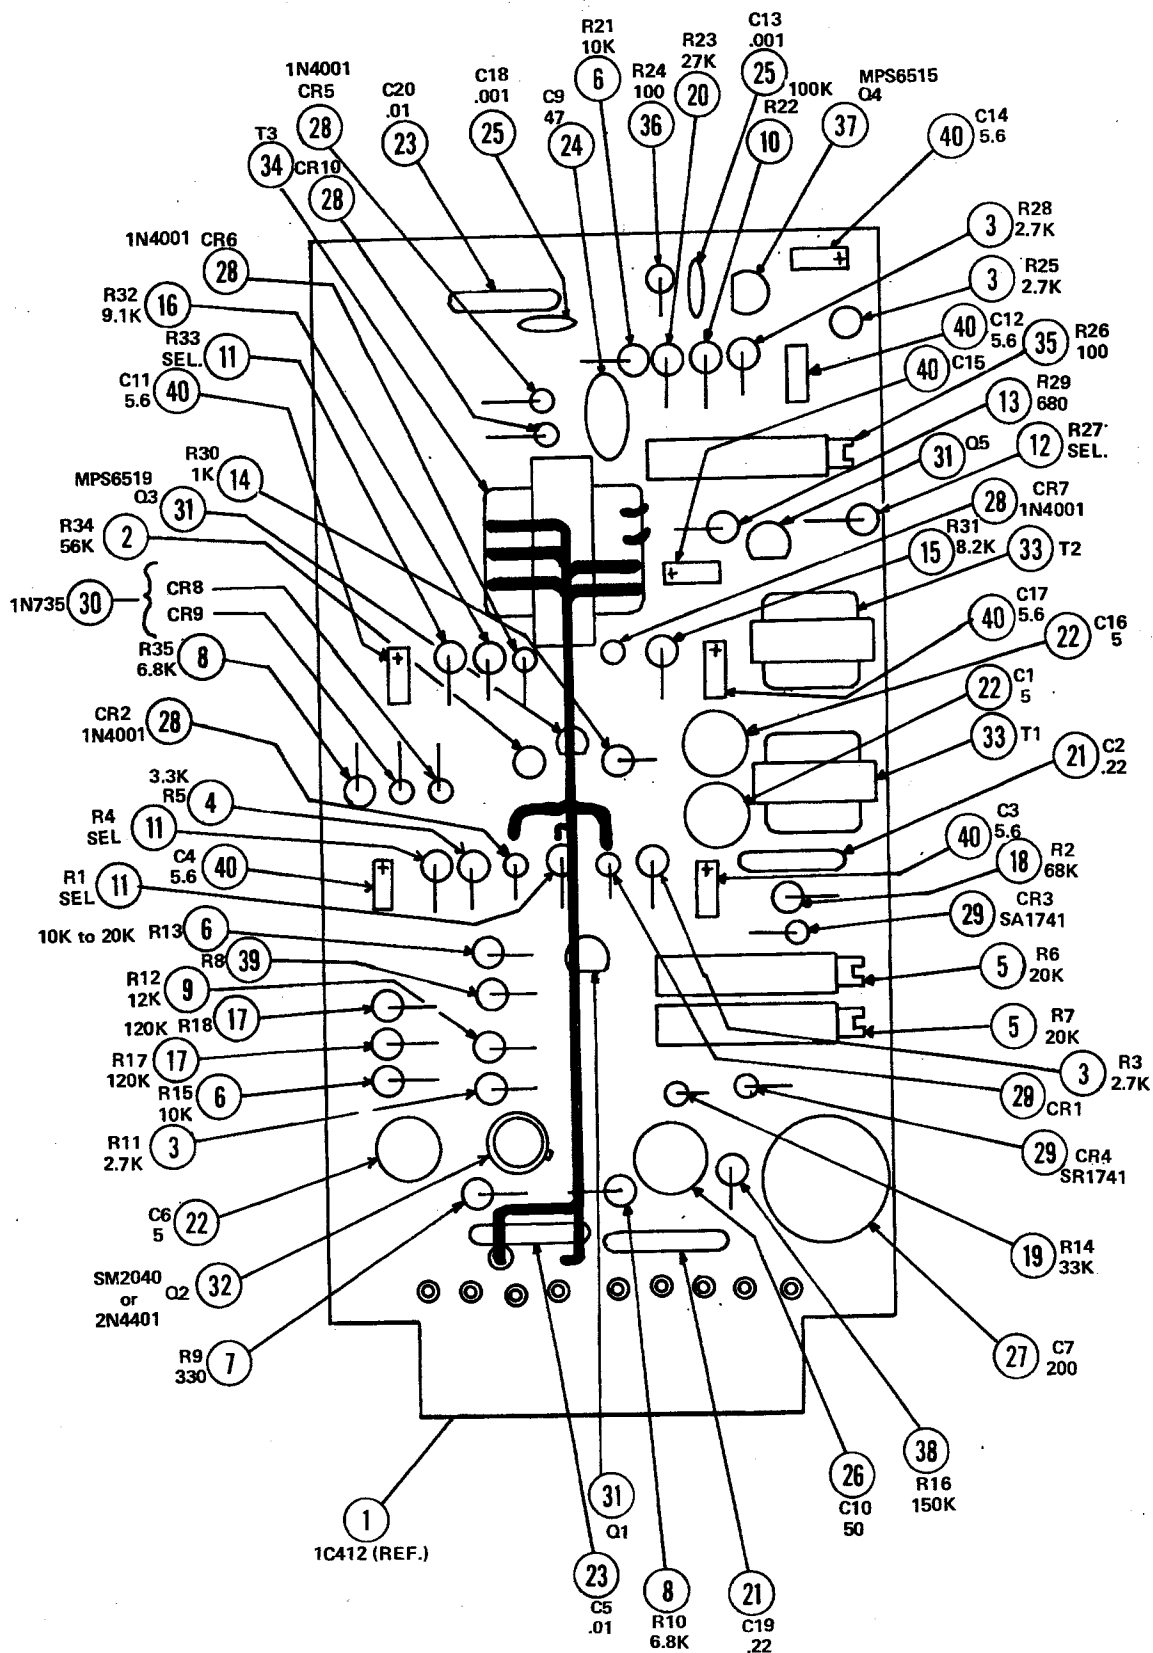 C13
.001
25
R21
10K
6
R23
27K
20
R24
100
36
100K
R22
10
MPS6515
Q4
37
1N4001
CR5
28
C20
.01
23
C18
.001
25
C9
47
24
C14
5.6
40
T3
34
CR10
28
R28
2.7K
3
1N4001
CR6
28
R25
2.7K
3
R32
9.1K
16
C12
5.6
40
R33
SEL.
11
R26
100
35
C11
5.6
40
C15
40
R29
680
13
R30
1K
14
Q5
31
R27
SEL.
12
MPS6519
Q3
31
CR7
1N4001
28
R34
56K
2
R31
8.2K
15
T2
33
1N735
30
CR8
CR9
C17
5.6
40
C16
5
22
R35
6.8K
8
C1
5
22
CR2
1N4001
28
T1
33
C2
.22
21
3.3K
R5
4
R4
SEL
11
C3
5.6
40
C4
5.6
40
R2
68K
18
R1
SEL
11
CR3
SA1741
29
10K to 20K
R13
6
R8
39
R6
20K
5
R12
12K
9
120K
R18
17
R7
20K
5
R17
120K
17
R15
10K
6
R3
2.7K
3
29
CR1
R11
2.7K
3
CR4
SR1741
29
C6
5
22
R14
33K
19
SM2040
or
2N4401
Q2
32
R9
330
7
C7
200
27
38
R16
150K
26
C10
50
1
1C412 (REF.)
31
Q1
23
C5
.01
8
R10
6.8K
21
C19
.22
+
+
+
+
+
+